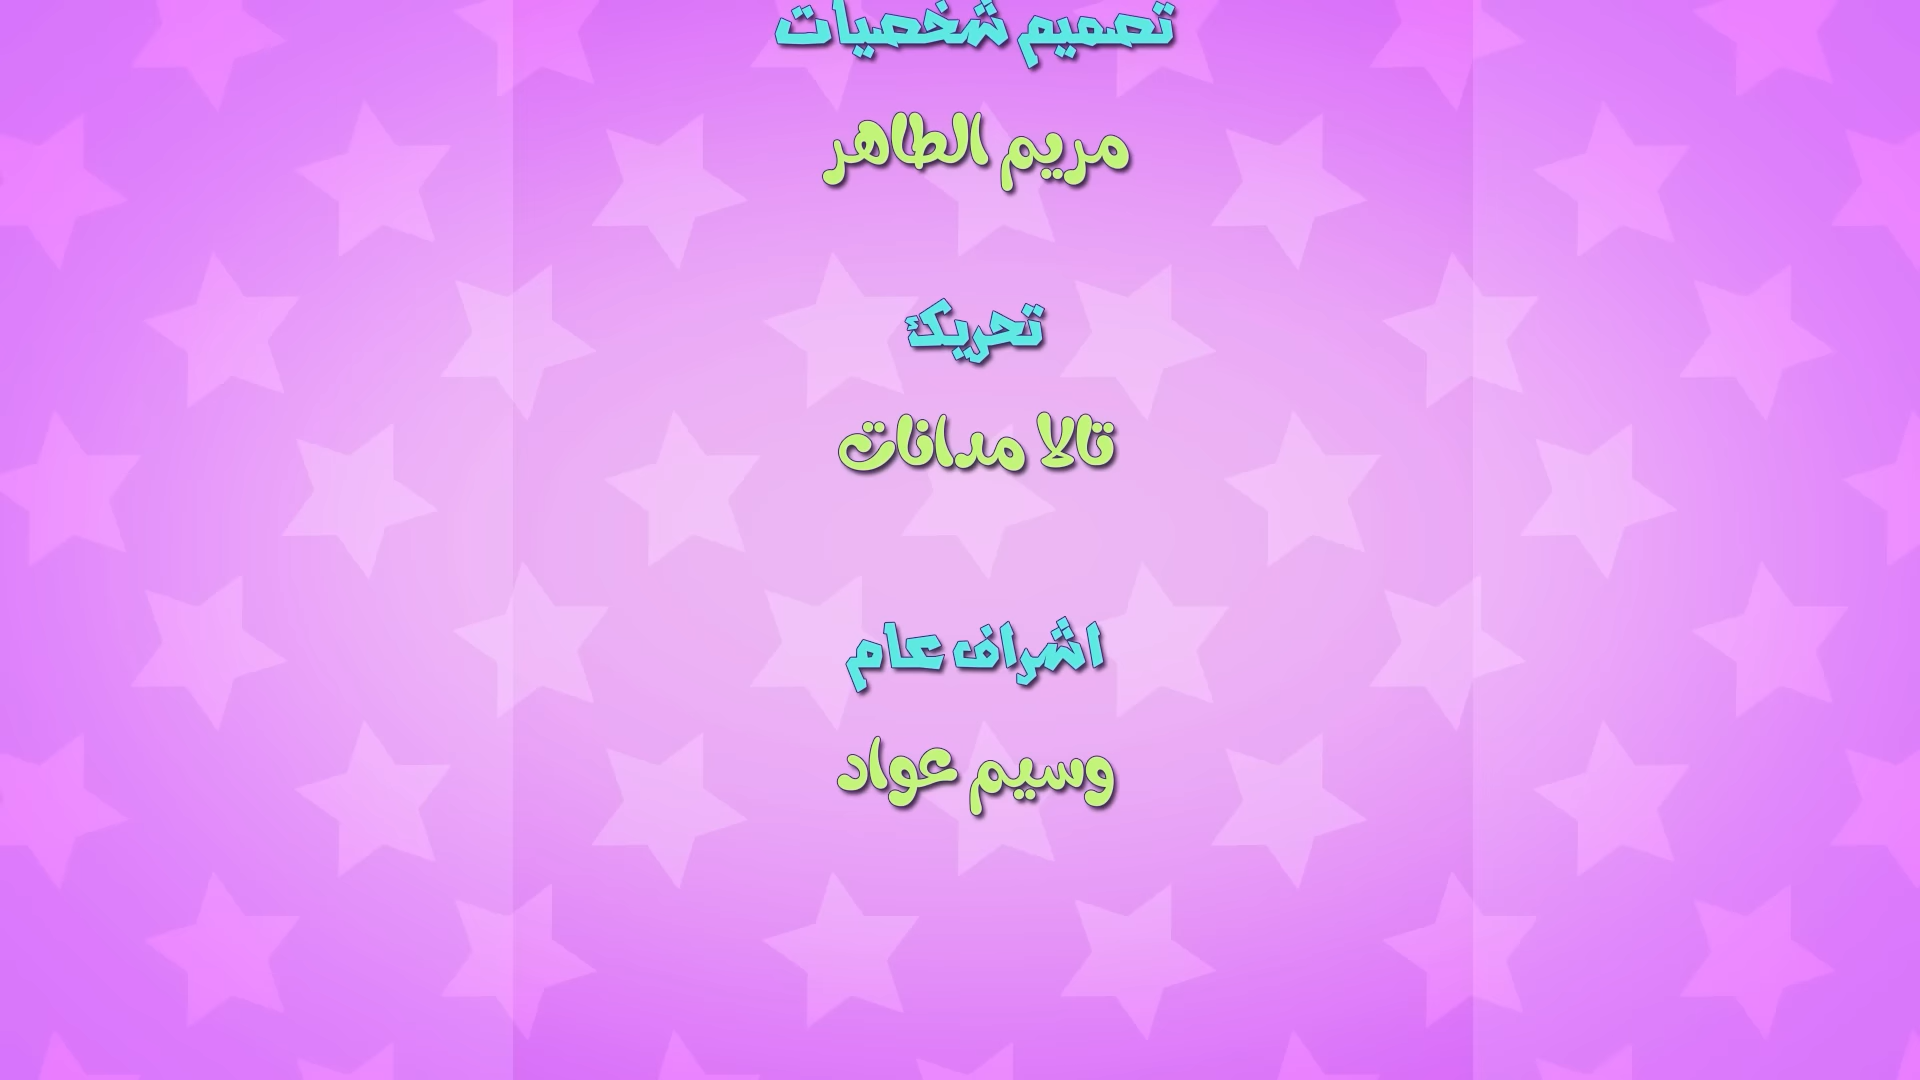 تصميم شخصيات
مريم الطاهر
تحريك
تالا مدانات
اشراف عام
وسيم عواد